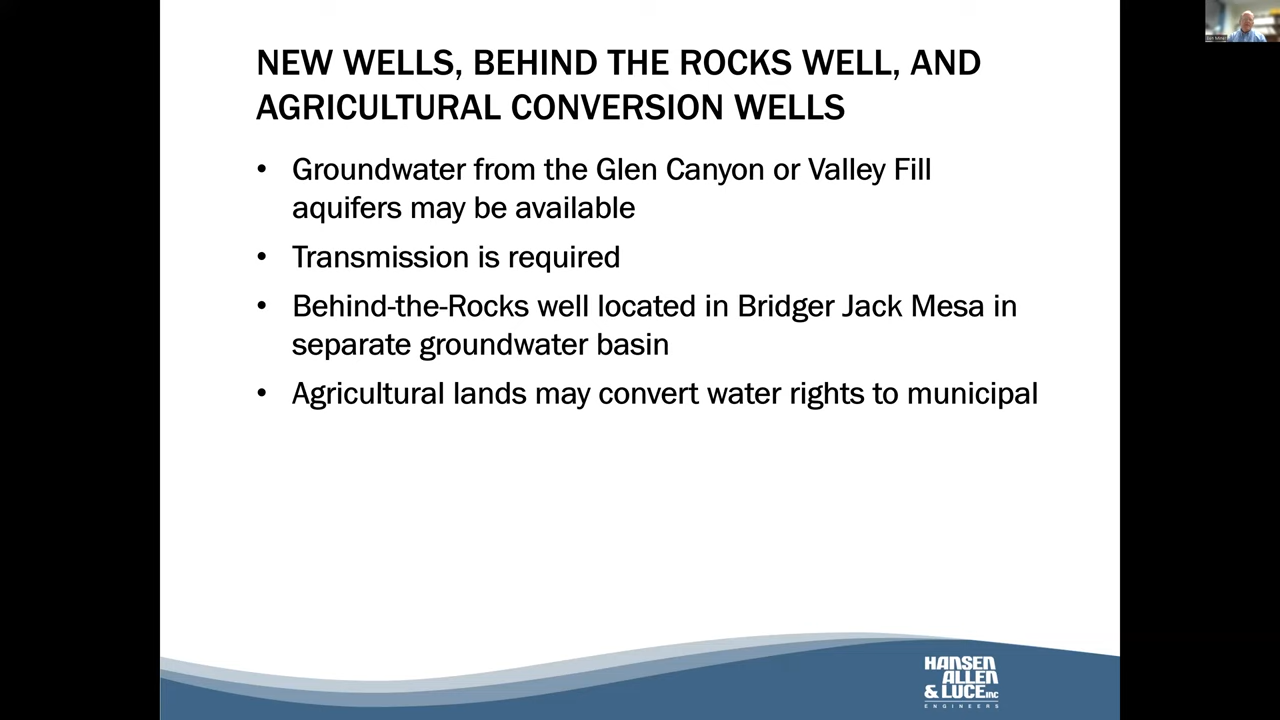 NEW WELLS, BEHIND THE ROCKS WELL, AND
AGRICULTURAL CONVERSION WELLS
• Groundwater from the Glen Canyon or Valley Fill
aquifers may be available
• Transmission is required
• Behind-the-Rocks well located in Bridger Jack Mesa in
separate groundwater basin
• Agricultural lands may convert water rights to municipal
HANSEN
ALLEN
& LUCE INC
ENGINEERS